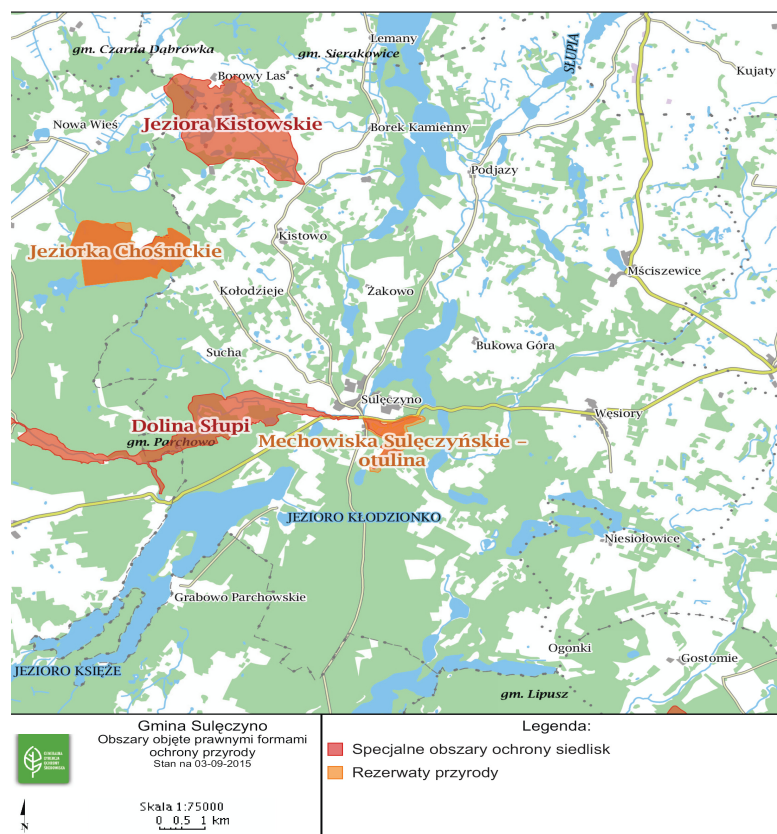 Lemany
gm. Czarna Dąbrówka
gm. Sierakowice
SŁUPIA
Kujaty
Borowy Las
Jeziora Kistowskie
Nowa Wieś
Borek Kamienny
Podjazy
Kistowo
Jeziorka Chośnickie
Mściszewice
Kołodzieje
Żakowo
Sucha
Bukowa Góra
Sulęczyno
Węsiory
Dolina Słupi
gm. Parchowo
Mechowiska Sulęczyńskie –
otulina
JEZIORO KŁODZIONKO
Niesiołowice
Grabowo Parchowskie
Ogonki
Gostomie
JEZIORO KSIĘŻE
gm. Lipusz
Gmina Sulęczyno
Obszary objęte prawnymi formami
ochrony przyrody
Stan na 03-09-2015
Legenda:
Specjalne obszary ochrony siedlisk
Rezerwaty przyrody
Skala 1:75000
0 0.5 1 km
N